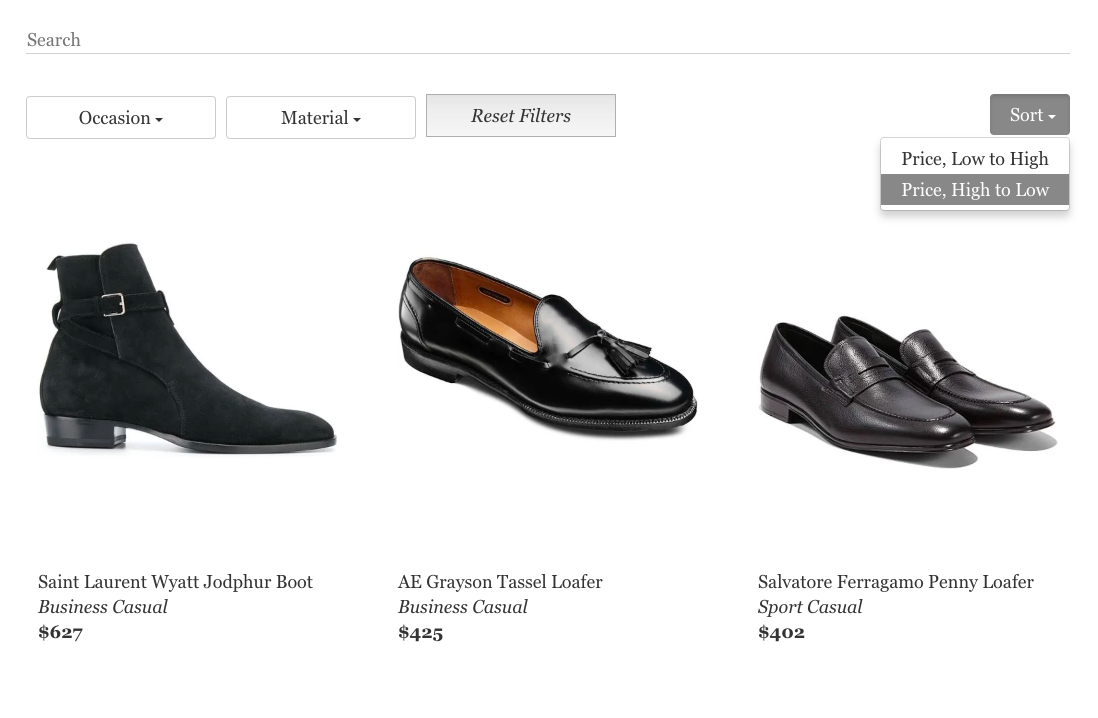 Search
Occasion
Material
Reset Filters
Sort
Price, Low to High
Price, High to Low
Saint Laurent Wyatt Jodphur Boot
Business Casual
$627
AE Grayson Tassel Loafer
Business Casual
$425
Salvatore Ferragamo Penny Loafer
Sport Casual
$402